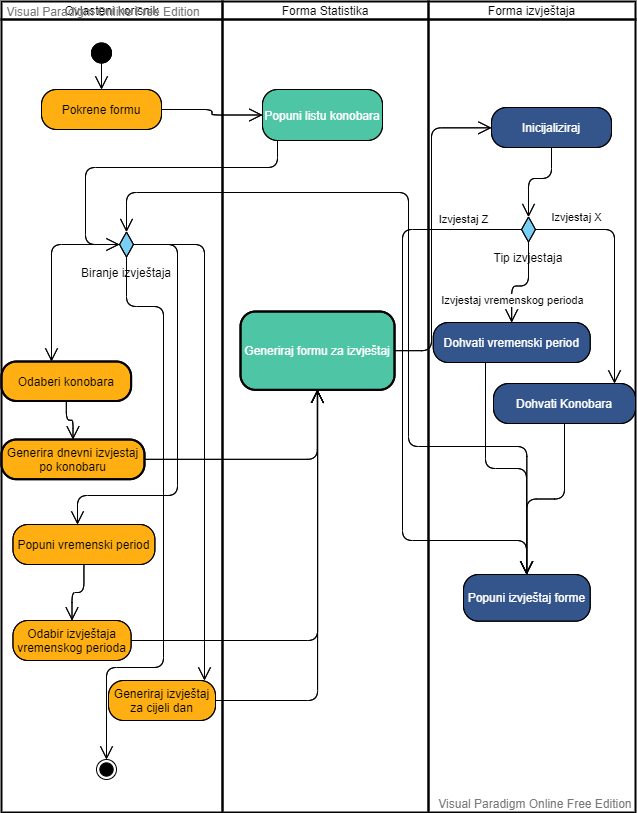 Visual Paradigm Online Free Edition
Ovlasteni korisnik
Forma Statistika
Forma izvještaja
Pokrene formu
Popuni listu konobara
Inicijaliziraj
Izvjestaj Z
Izvjestaj X
Tip izvjestaja
Biranje izvještaja
Izvjestaj vremenskog perioda
Generiraj formu za izvještaj
Dohvati vremenski period
Odaberi konobara
Dohvati Konobara
Generira dnevni izvjestaj
po konobaru
Popuni vremenski period
Popuni izvještaj forme
Odabir izvještaja
vremenskog perioda
Generiraj izvještaj
za cijeli dan
Visual Paradigm Online Free Edition